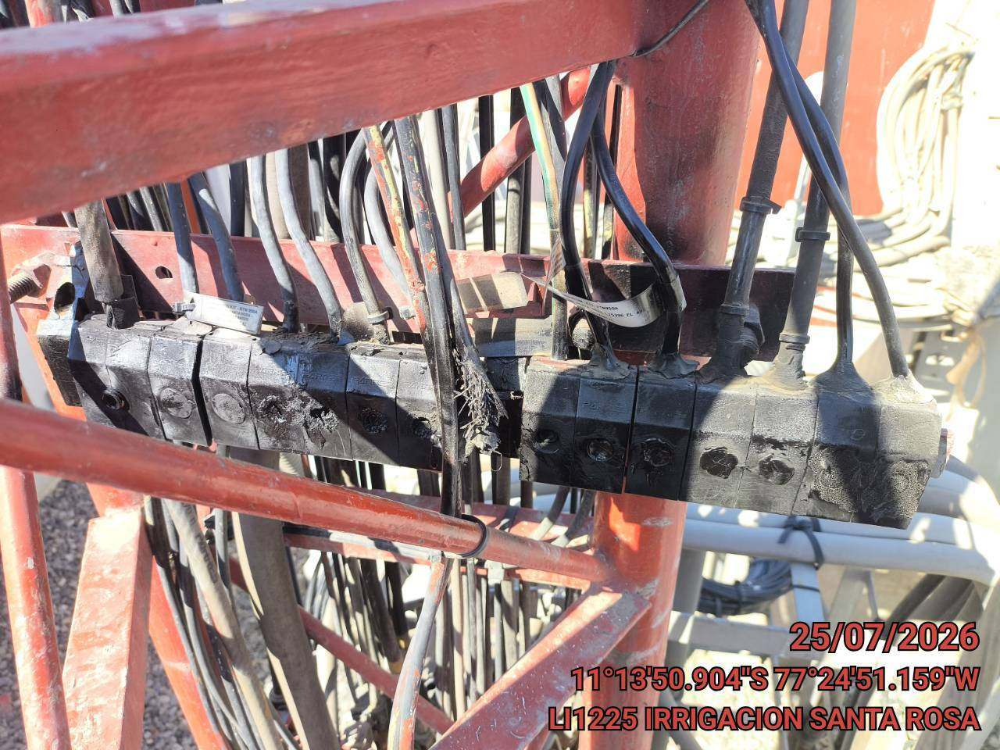 25/07/2026
11°13'50.904"S 77°24'51.159"W
LI1225 IRRIGACION SANTA ROSA